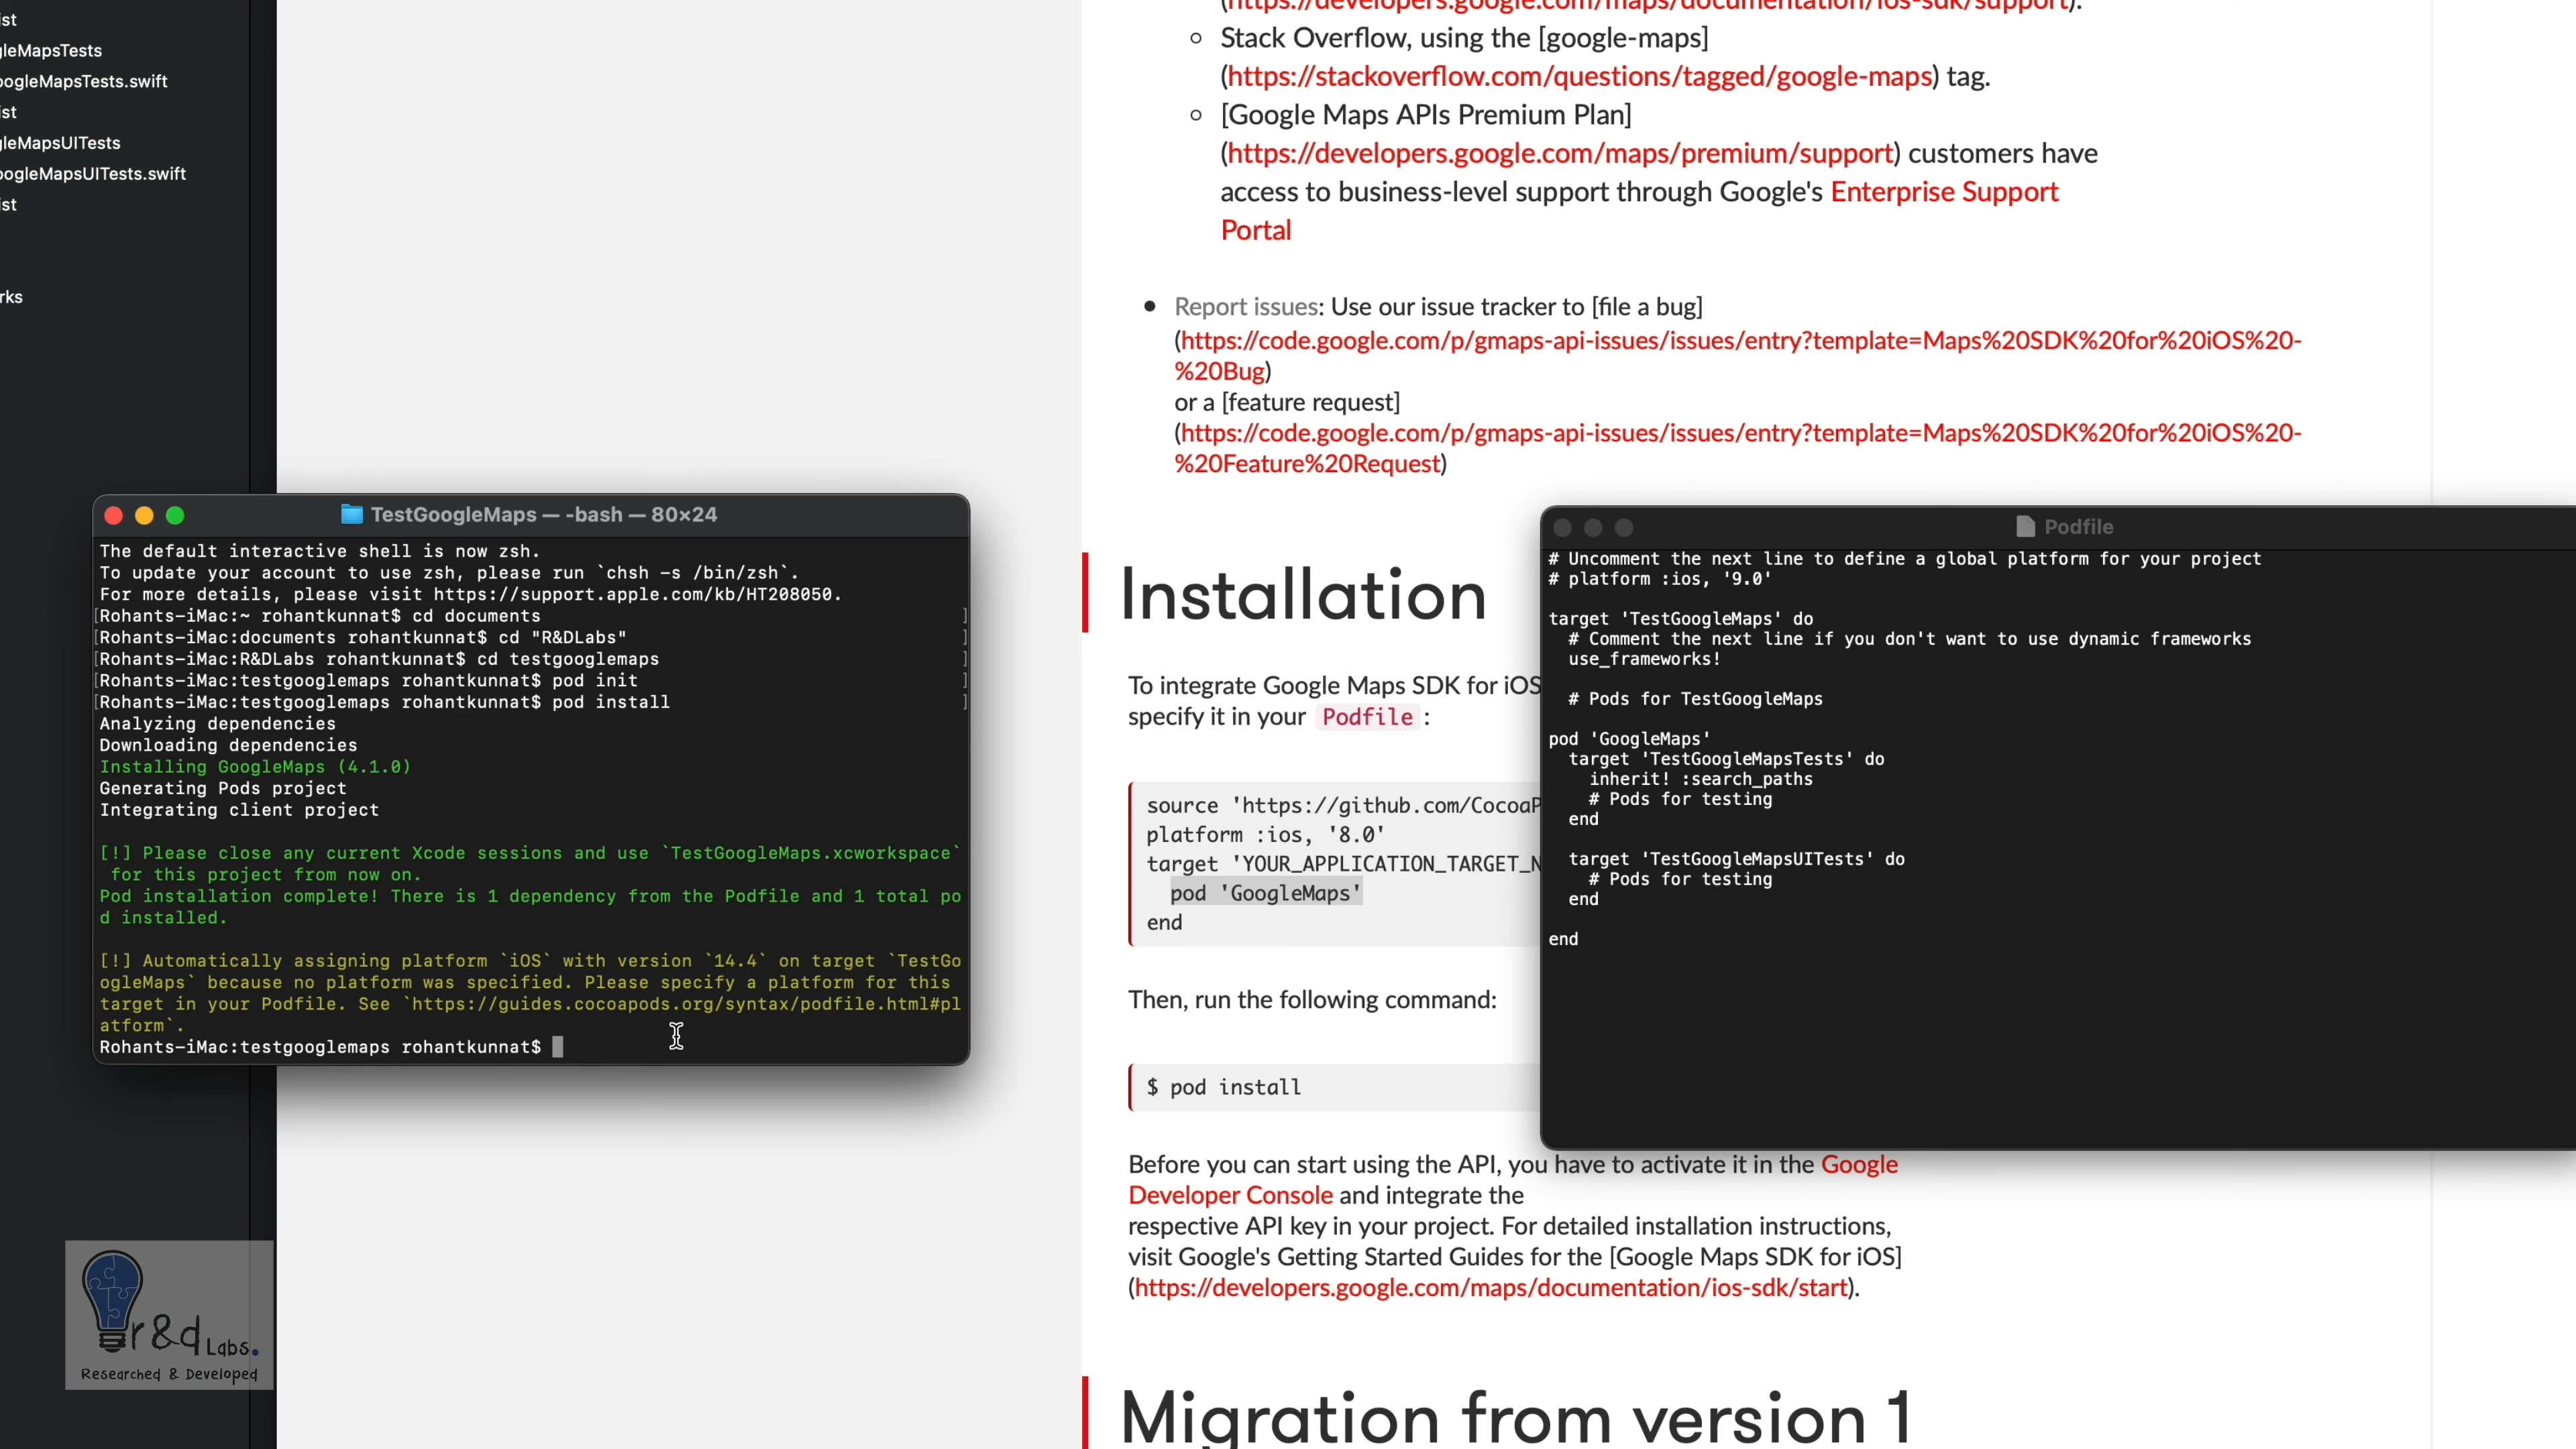 ist
gleMapsTests
oogleMapsTests.swift
ist
gleMapsUITests
oogleMapsUITests.swift
ist
rks
(https://developers.google.com/maps/documentation/ios-sdk/support).
Stack Overflow, using the [google-maps]
(https://stackoverflow.com/questions/tagged/google-maps) tag.
[Google Maps APIs Premium Plan]
(https://developers.google.com/maps/premium/support) customers have
access to business-level support through Google's Enterprise Support
Portal
Report issues: Use our issue tracker to [file a bug]
(https://code.google.com/p/gmaps-api-issues/issues/entry?template=Maps%20SDK%20for%20iOS%20-
%20Bug)
or a [feature request]
(https://code.google.com/p/gmaps-api-issues/issues/entry?template=Maps%20SDK%20for%20iOS%20-
%20Feature%20Request)
TestGoogleMaps — -bash — 80×24
The default interactive shell is now zsh.
To update your account to use zsh, please run `chsh -s /bin/zsh`.
For more details, please visit https://support.apple.com/kb/HT208050.
[Rohants-iMac:~ rohantkunnat$ cd documents ]
[Rohants-iMac:documents rohantkunnat$ cd "R&DLabs" ]
[Rohants-iMac:R&DLabs rohantkunnat$ cd testgooglemaps ]
[Rohants-iMac:testgooglemaps rohantkunnat$ pod init ]
[Rohants-iMac:testgooglemaps rohantkunnat$ pod install ]
Analyzing dependencies
Downloading dependencies
Installing GoogleMaps (4.1.0)
Generating Pods project
Integrating client project
[!] Please close any current Xcode sessions and use `TestGoogleMaps.xcworkspace`
for this project from now on.
Pod installation complete! There is 1 dependency from the Podfile and 1 total po
d installed.
[!] Automatically assigning platform `iOS` with version `14.4` on target `TestGo
ogleMaps` because no platform was specified. Please specify a platform for this
target in your Podfile. See `https://guides.cocoapods.org/syntax/podfile.html#pl
atform`.
Rohants-iMac:testgooglemaps rohantkunnat$
Installation
To integrate Google Maps SDK for iOS
specify it in your Podfile :
source 'https://github.com/CocoaP
platform :ios, '8.0'
target 'YOUR_APPLICATION_TARGET_N
pod 'GoogleMaps'
end
Then, run the following command:
$ pod install
Before you can start using the API, you have to activate it in the Google
Developer Console and integrate the
respective API key in your project. For detailed installation instructions,
visit Google's Getting Started Guides for the [Google Maps SDK for iOS]
(https://developers.google.com/maps/documentation/ios-sdk/start).
Migration from version 1
Podfile
# Uncomment the next line to define a global platform for your project
# platform :ios, '9.0'
target 'TestGoogleMaps' do
# Comment the next line if you don't want to use dynamic frameworks
use_frameworks!
# Pods for TestGoogleMaps
pod 'GoogleMaps'
target 'TestGoogleMapsTests' do
inherit! :search_paths
# Pods for testing
end
target 'TestGoogleMapsUITests' do
# Pods for testing
end
end
r&d Labs.
Researched & Developed